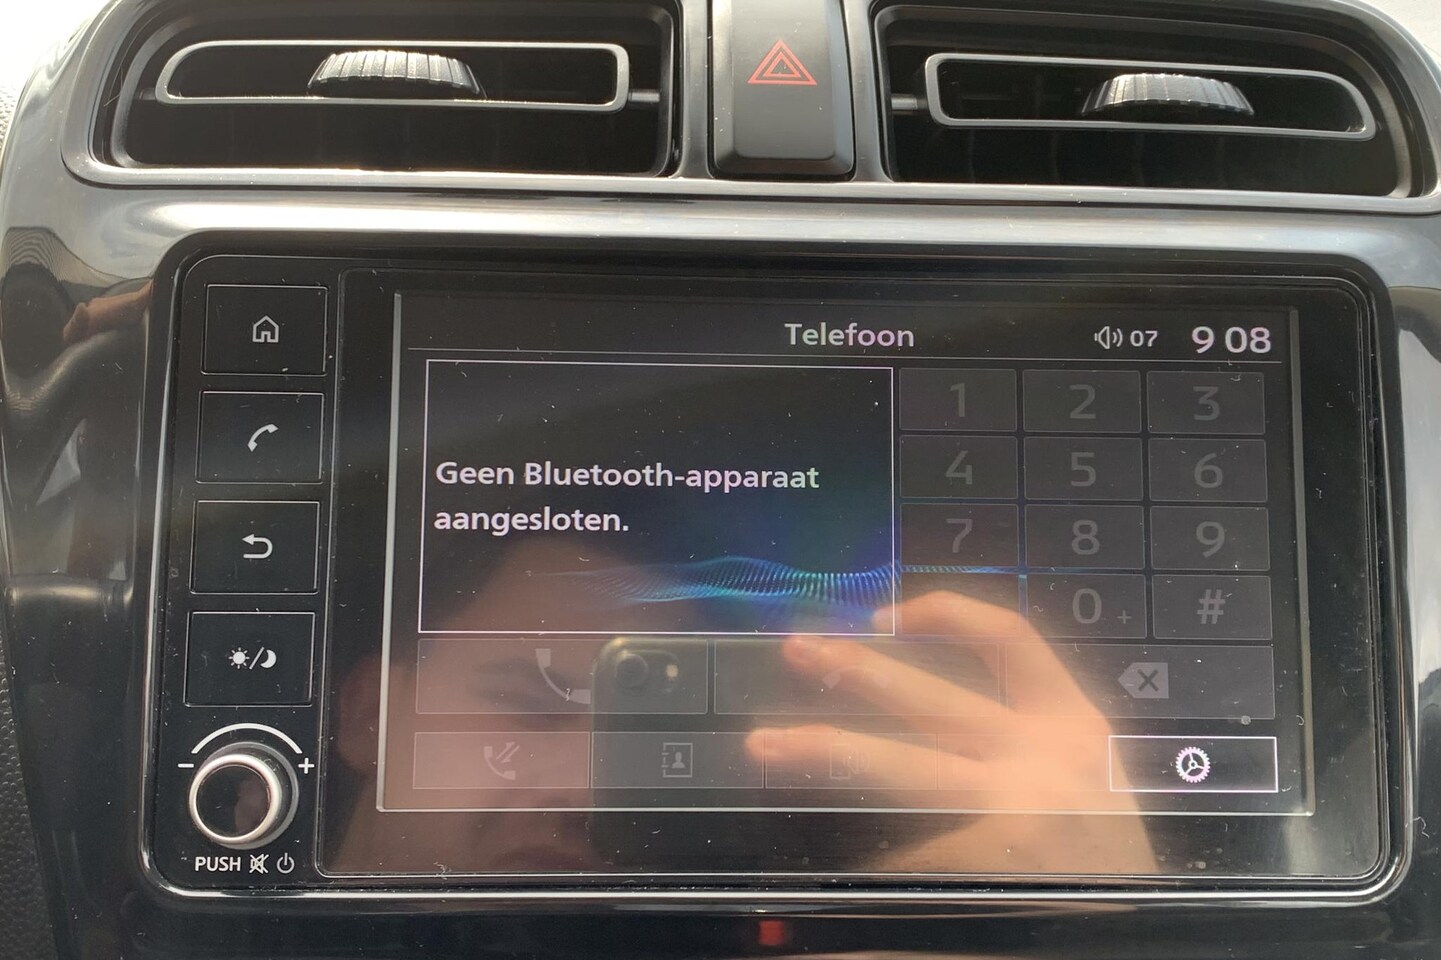 Telefoon 07 9 08
Geen Bluetooth-apparaat
aangesloten.
1 2 3
4 5 6
7 8 9
0 + #
- +
PUSH